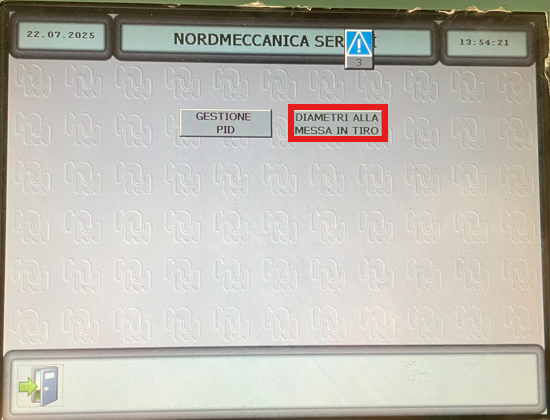 22.07.2025
NORDMECCANICA SER
3
13:54:21
GESTIONE
PID
DIAMETRI ALLA
MESSA IN TIRO